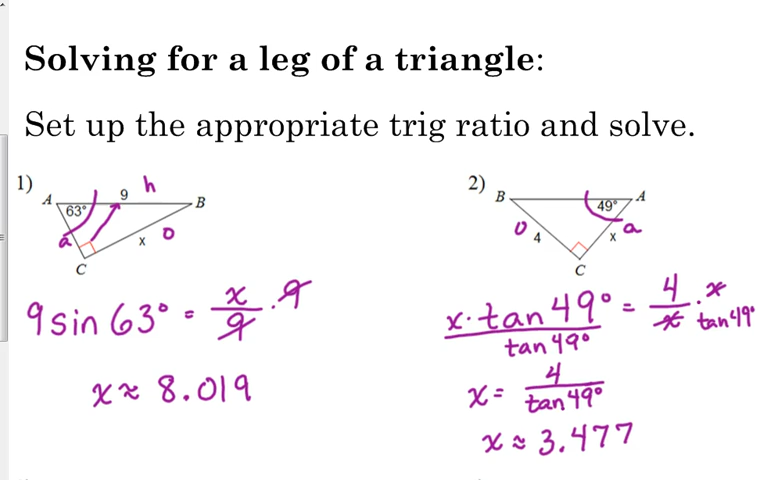 Solving for a leg of a triangle:
Set up the appropriate trig ratio and solve.
1)
A 63° 9 h B
a x o
C
9 sin 63° = x/9 · 9
x ≈ 8.019
2)
B 49° A
o 4 x a
C
x · tan 49° / tan 49° = 4/x · x / tan 49°
x = 4 / tan 49°
x ≈ 3.477